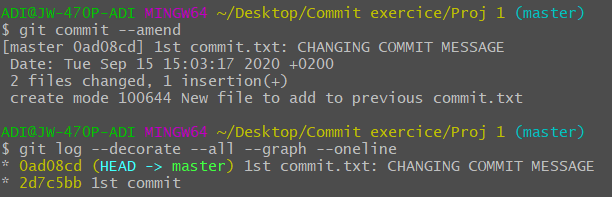 ADI@JW-470P-ADI MINGW64 ~/Desktop/Commit exercice/Proj 1 (master)
$ git commit --amend
[master 0ad08cd] 1st commit.txt: CHANGING COMMIT MESSAGE
 Date: Tue Sep 15 15:03:17 2020 +0200
 2 files changed, 1 insertion(+)
 create mode 100644 New file to add to previous commit.txt

ADI@JW-470P-ADI MINGW64 ~/Desktop/Commit exercice/Proj 1 (master)
$ git log --decorate --all --graph --oneline
* 0ad08cd (HEAD -> master) 1st commit.txt: CHANGING COMMIT MESSAGE
* 2d7c5bb 1st commit